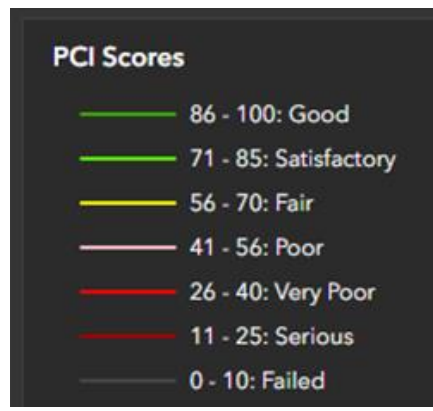 PCI Scores
86 - 100: Good
71 - 85: Satisfactory
56 - 70: Fair
41 - 56: Poor
26 - 40: Very Poor
11 - 25: Serious
0 - 10: Failed